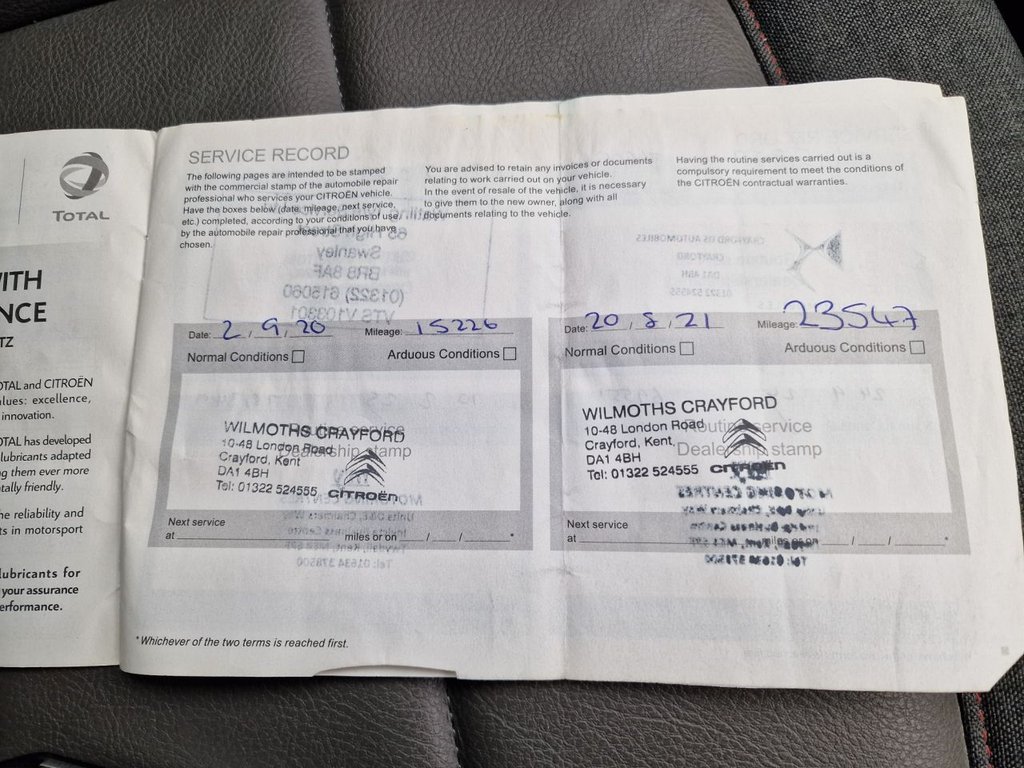 TOTAL
WITH
NCE
TZ
OTAL and CITROËN
alues: excellence,
innovation.
OTAL has developed
lubricants adapted
ng them ever more
tally friendly.
he reliability and
ts in motorsport
lubricants for
your assurance
erformance.
SERVICE RECORD
The following pages are intended to be stamped
with the commercial stamp of the automobile repair
professional who services your CITROËN vehicle.
Have the boxes below (date, mileage, next service,
etc.) completed, according to your conditions of use,
by the automobile repair professional that you have
chosen.
You are advised to retain any invoices or documents
relating to work carried out on your vehicle.
In the event of resale of the vehicle, it is necessary
to give them to the new owner, along with all
documents relating to the vehicle.
Having the routine services carried out is a
compulsory requirement to meet the conditions of
the CITROËN contractual warranties.
Date: 2 / 9 / 20 Mileage: 15226
Normal Conditions Arduous Conditions
Routine service
Dealership stamp
WILMOTHS CRAYFORD
10-48 London Road
Crayford, Kent
DA1 4BH
Tel: 01322 524555 CITROËN
Next service
at miles or on / / *
Date: 20 / 8 / 21 Mileage: 23547
Normal Conditions Arduous Conditions
Routine service
Dealership stamp
WILMOTHS CRAYFORD
10-48 London Road
Crayford, Kent,
DA1 4BH
Tel: 01322 524555 CITROËN
Next service
at miles or on / / *
* Whichever of the two terms is reached first.